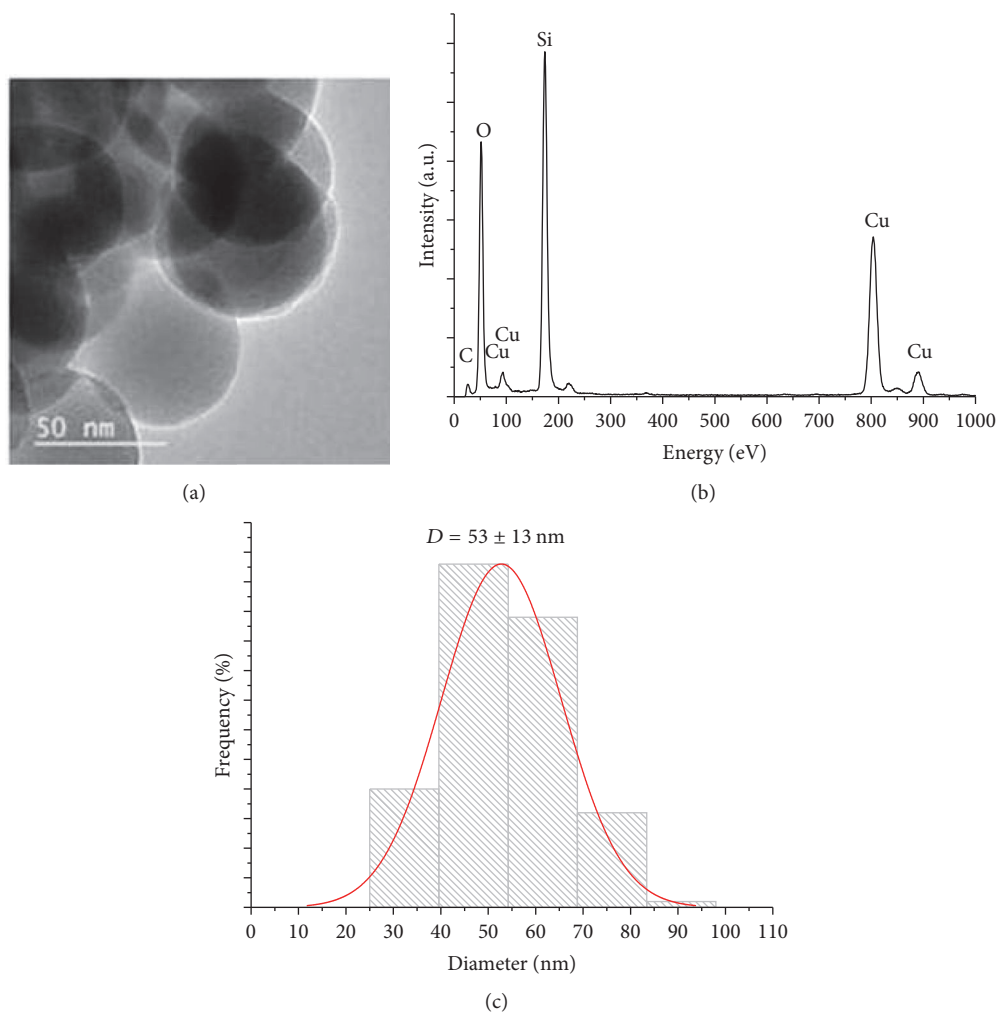 50 nm
(a)
Intensity (a.u.)
Si
O
C
Cu
Cu
Cu
Cu
0 100 200 300 400 500 600 700 800 900 1000
Energy (eV)
(b)
D = 53 ± 13 nm
Frequency (%)
0 10 20 30 40 50 60 70 80 90 100 110
Diameter (nm)
(c)